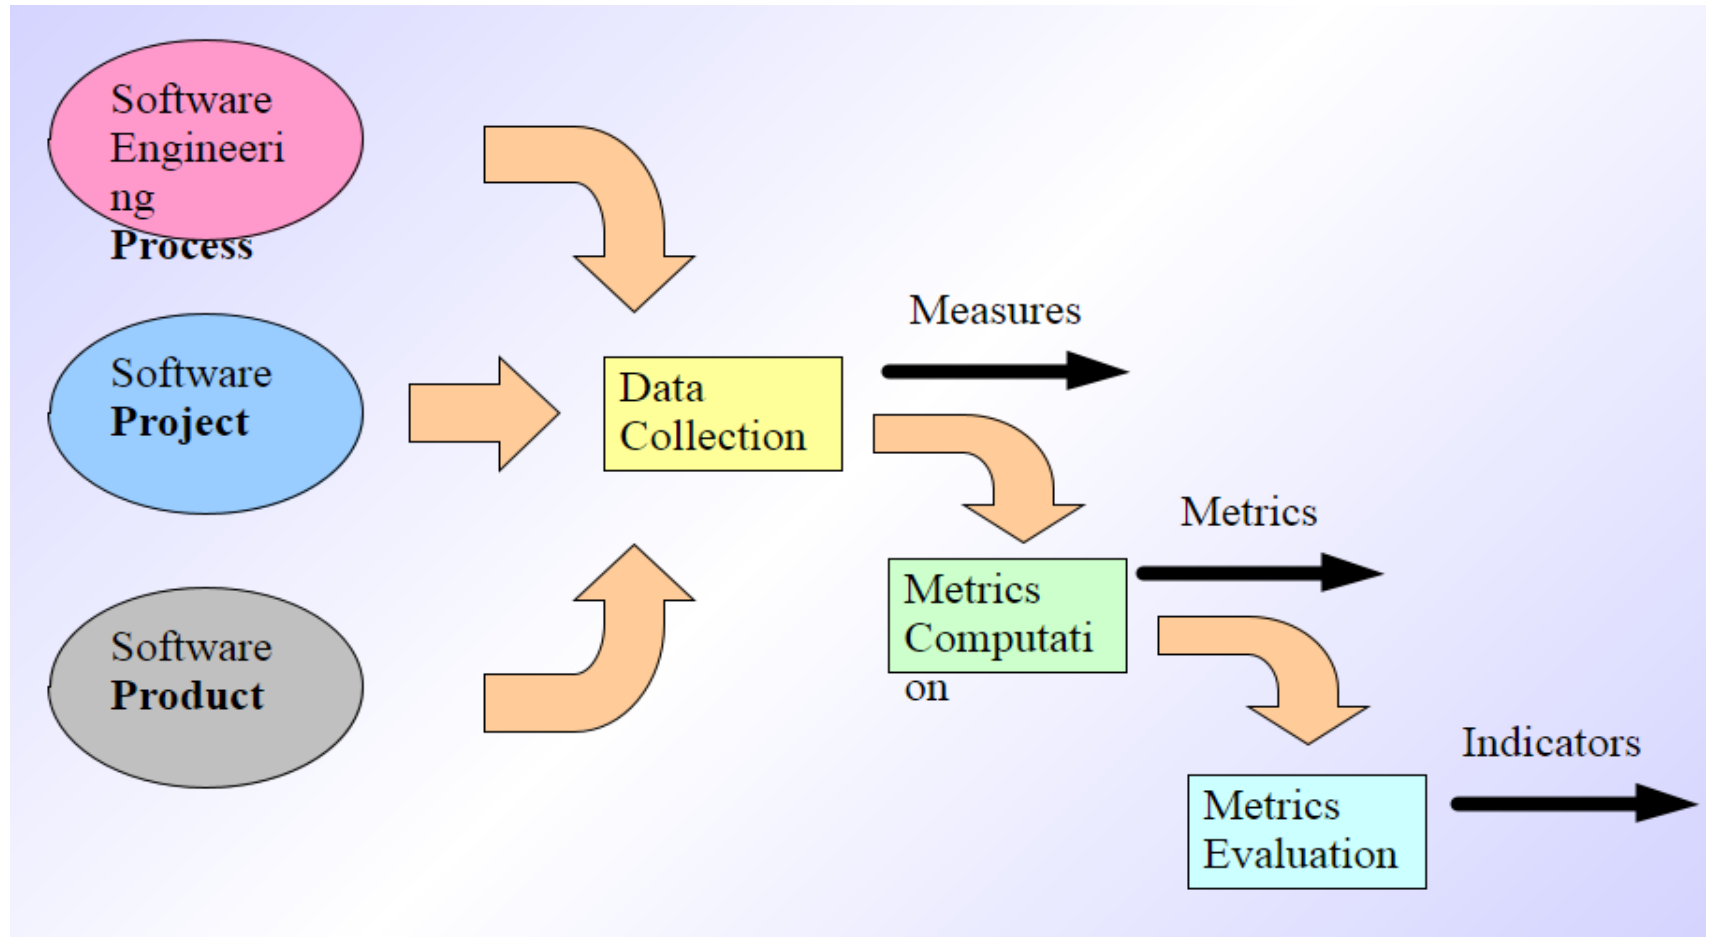 Software
Engineeri
ng
Process
Software
Project
Software
Product
Data
Collection
Measures
Metrics
Computati
on
Metrics
Metrics
Evaluation
Indicators